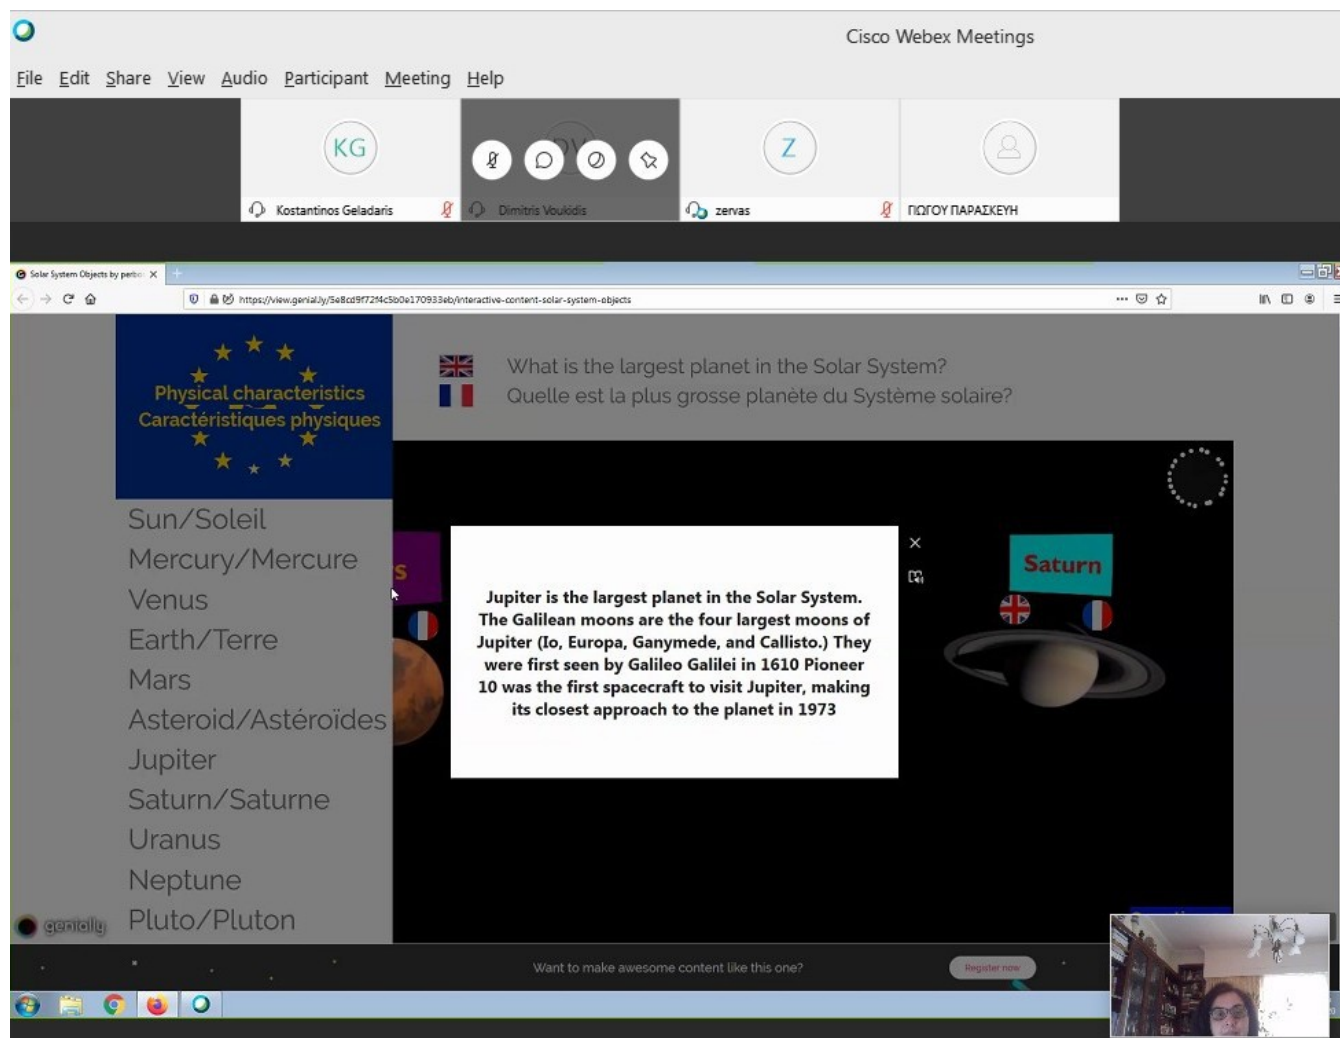 Cisco Webex Meetings
File Edit Share View Audio Participant Meeting Help
KG
DV
Z
Kostantinos Geladaris
Dimitris Voukidis
zervas
ΠΩΓΟΥ ΠΑΡΑΣΚΕΥΗ
Solar System Objects by perbo
https://view.genial.ly/5e8cd9f72f4c5b0e170933eb/interactive-content-solar-system-objects
Physical characteristics
Caractéristiques physiques
What is the largest planet in the Solar System?
Quelle est la plus grosse planète du Système solaire?
Sun/Soleil
Mercury/Mercure
Venus
Earth/Terre
Mars
Asteroid/Astéroïdes
Jupiter
Saturn/Saturne
Uranus
Neptune
Pluto/Pluton
Saturn
Jupiter is the largest planet in the Solar System.
The Galilean moons are the four largest moons of
Jupiter (Io, Europa, Ganymede, and Callisto.) They
were first seen by Galileo Galilei in 1610 Pioneer
10 was the first spacecraft to visit Jupiter, making
its closest approach to the planet in 1973
genially
Want to make awesome content like this one?
Register now